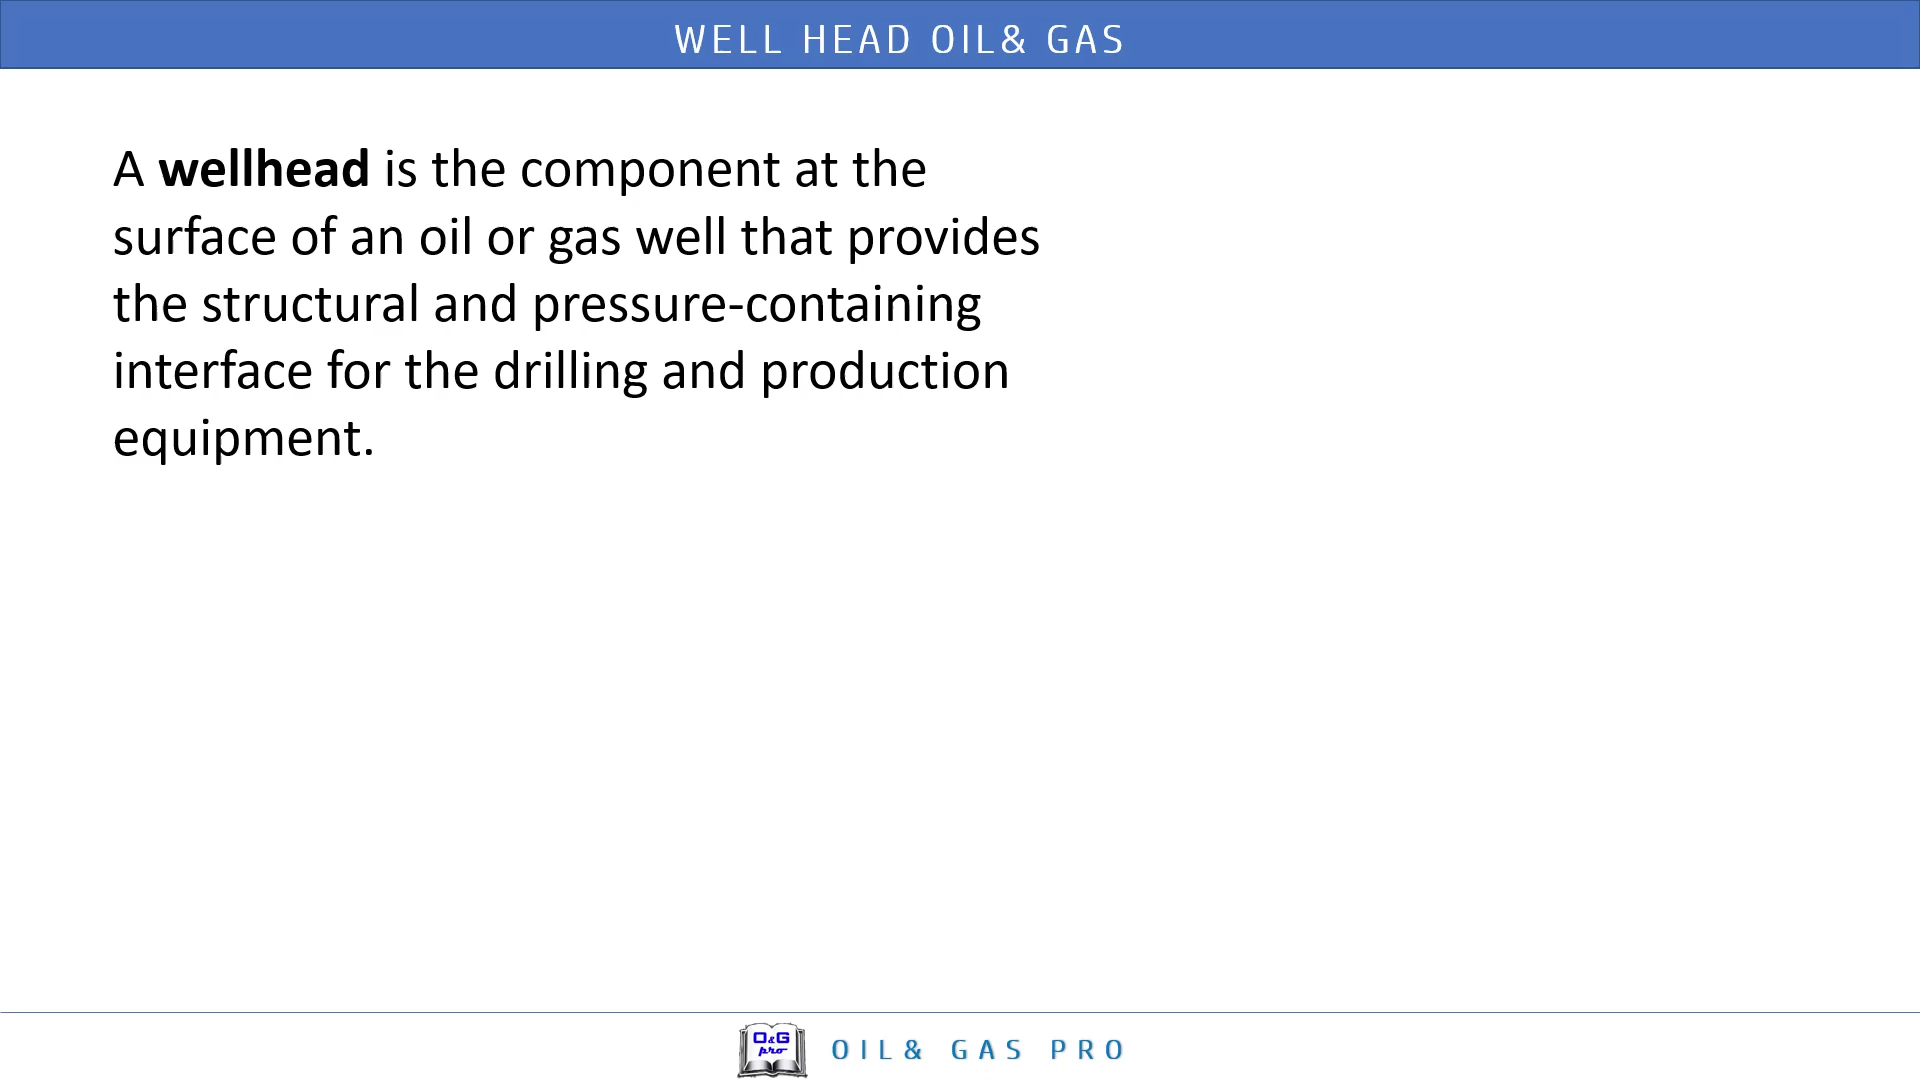 WELL HEAD OIL& GAS
A wellhead is the component at the
surface of an oil or gas well that provides
the structural and pressure-containing
interface for the drilling and production
equipment.
O&G
pro
OIL& GAS PRO